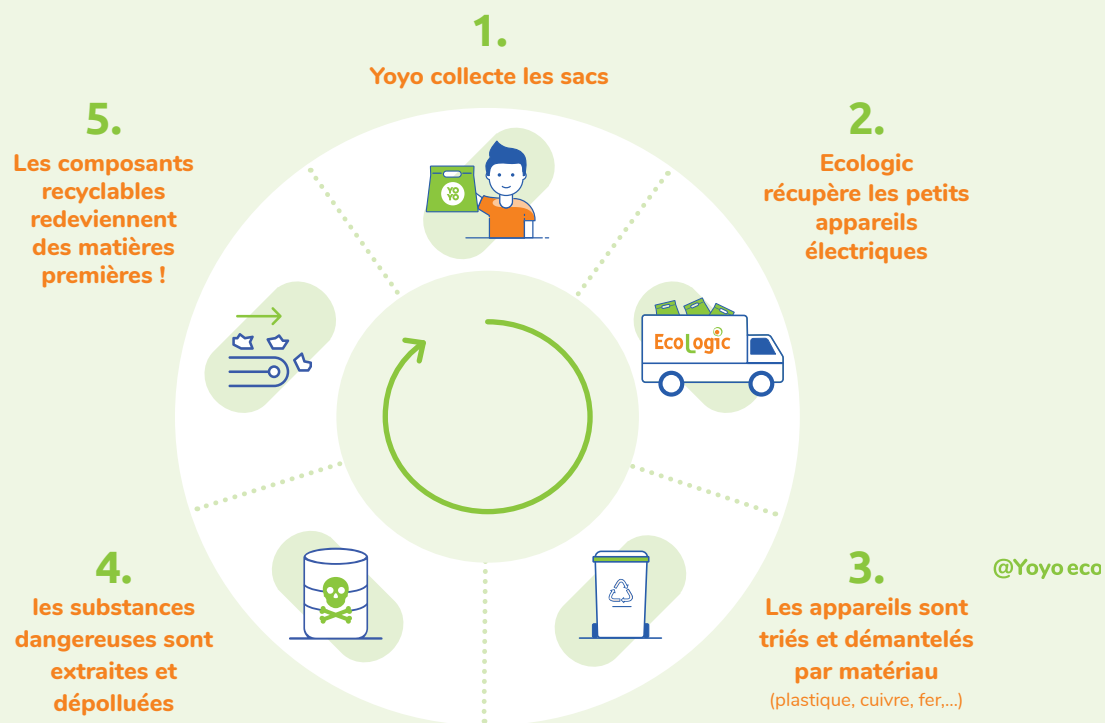 1.
Yoyo collecte les sacs
YO
YO
2.
Ecologic
récupère les petits
appareils
électriques
EcoLogic
3.
Les appareils sont
triés et démantelés
par matériau
(plastique, cuivre, fer,...)
@Yoyo eco
4.
les substances
dangereuses sont
extraites et
dépolluées
5.
Les composants
recyclables
redeviennent
des matières
premières !